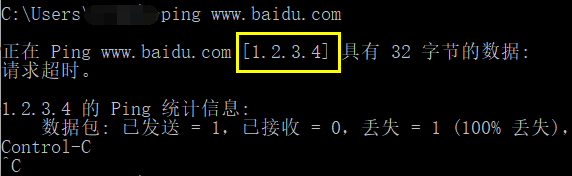 C:\Users\ping www.baidu.com
正在 Ping www.baidu.com [1.2.3.4] 具有 32 字节的数据:
请求超时。
1.2.3.4 的 Ping 统计信息:
数据包: 已发送 = 1，已接收 = 0，丢失 = 1 (100% 丢失)，
Control-C
^C